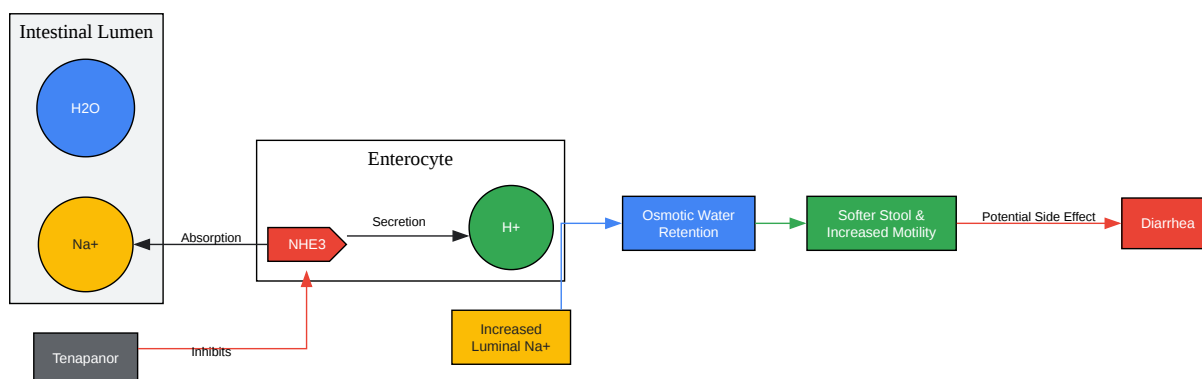 Intestinal Lumen
H2O
Na+
Enterocyte
Absorption
NHE3
Secretion
H+
Tenapanor
Inhibits
Increased
Luminal Na+
Osmotic Water
Retention
Softer Stool &
Increased Motility
Potential Side Effect
Diarrhea